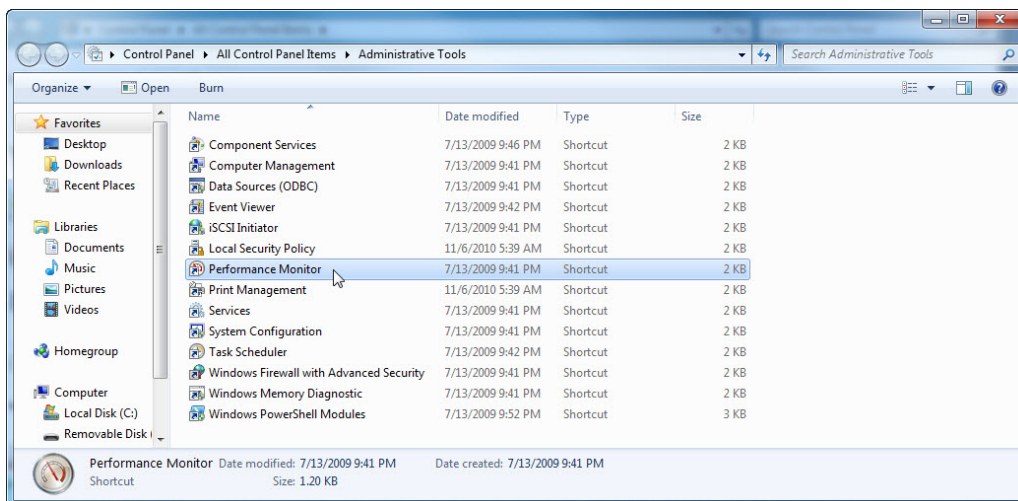 Control Panel All Control Panel Items Administrative Tools Search Administrative Tools
Organize Open Burn
Name Date modified Type Size
Favorites
Desktop
Downloads
Recent Places
Libraries
Documents
Music
Pictures
Videos
Homegroup
Computer
Local Disk (C:)
Removable Disk
Component Services 7/13/2009 9:46 PM Shortcut 2 KB
Computer Management 7/13/2009 9:41 PM Shortcut 2 KB
Data Sources (ODBC) 7/13/2009 9:41 PM Shortcut 2 KB
Event Viewer 7/13/2009 9:42 PM Shortcut 2 KB
iSCSI Initiator 7/13/2009 9:41 PM Shortcut 2 KB
Local Security Policy 11/6/2010 5:39 AM Shortcut 2 KB
Performance Monitor 7/13/2009 9:41 PM Shortcut 2 KB
Print Management 11/6/2010 5:39 AM Shortcut 2 KB
Services 7/13/2009 9:41 PM Shortcut 2 KB
System Configuration 7/13/2009 9:41 PM Shortcut 2 KB
Task Scheduler 7/13/2009 9:42 PM Shortcut 2 KB
Windows Firewall with Advanced Security 7/13/2009 9:41 PM Shortcut 2 KB
Windows Memory Diagnostic 7/13/2009 9:41 PM Shortcut 2 KB
Windows PowerShell Modules 7/13/2009 9:52 PM Shortcut 3 KB
Performance Monitor Date modified: 7/13/2009 9:41 PM Date created: 7/13/2009 9:41 PM
Shortcut Size: 1.20 KB